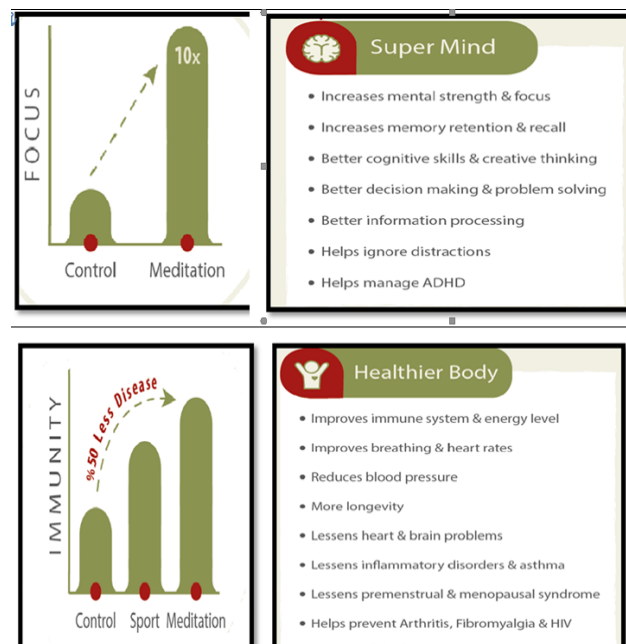 FOCUS
10x
Control Meditation
Super Mind
• Increases mental strength & focus
• Increases memory retention & recall
• Better cognitive skills & creative thinking
• Better decision making & problem solving
• Better information processing
• Helps ignore distractions
• Helps manage ADHD
IMMUNITY
%50 Less Disease
Control Sport Meditation
Healthier Body
• Improves immune system & energy level
• Improves breathing & heart rates
• Reduces blood pressure
• More longevity
• Lessens heart & brain problems
• Lessens inflammatory disorders & asthma
• Lessens premenstrual & menopausal syndrome
• Helps prevent Arthritis, Fibromyalgia & HIV